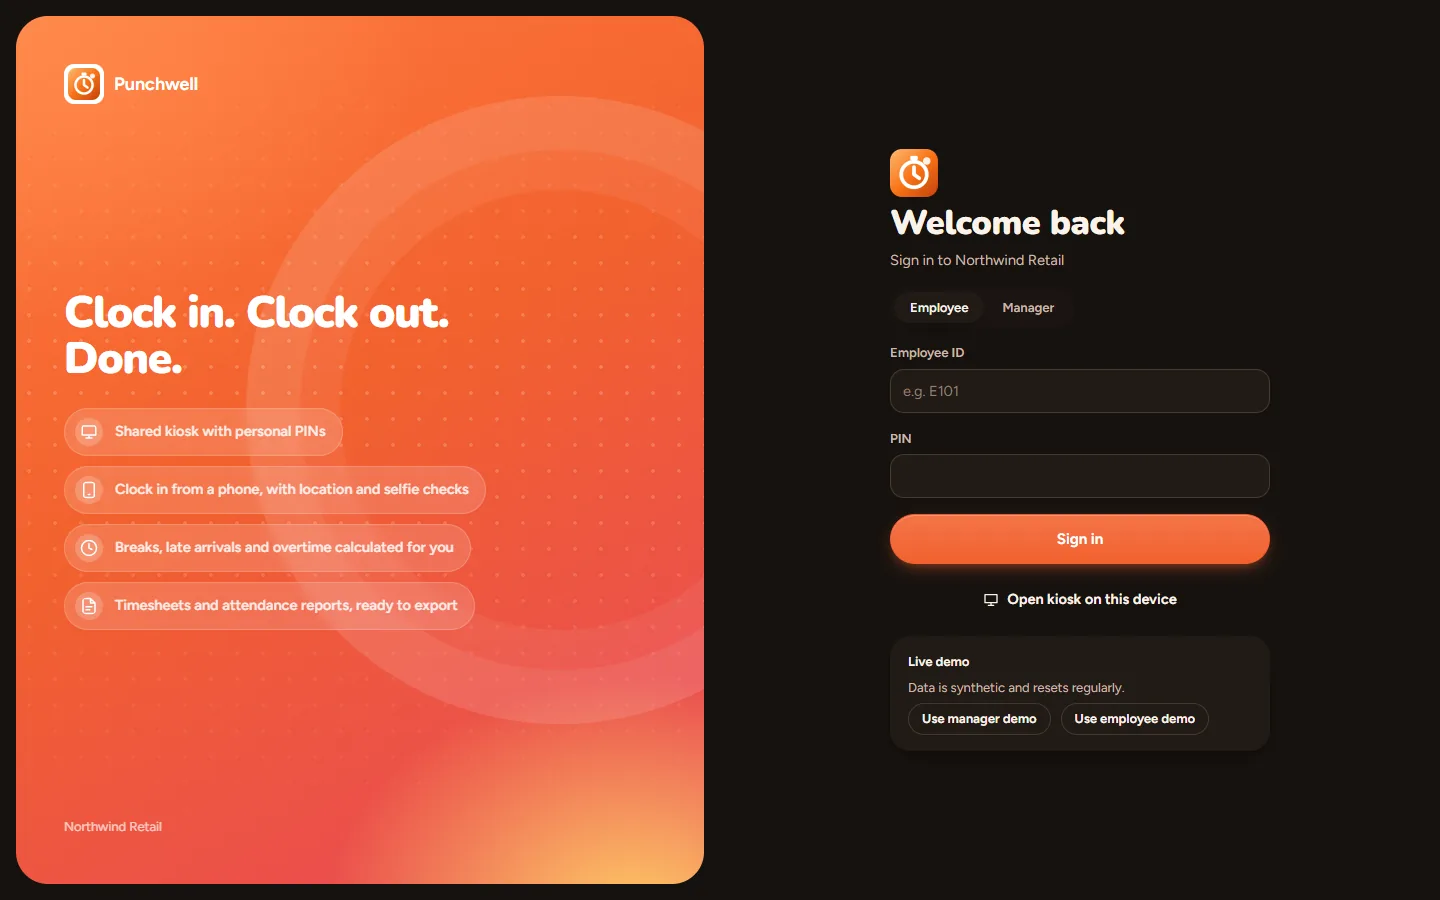 Punchwell
Clock in. Clock out.
Done.
Shared kiosk with personal PINs
Clock in from a phone, with location and selfie checks
Breaks, late arrivals and overtime calculated for you
Timesheets and attendance reports, ready to export
Northwind Retail
Welcome back
Sign in to Northwind Retail
Employee Manager
Employee ID
e.g. E101
PIN
Sign in
Open kiosk on this device
Live demo
Data is synthetic and resets regularly.
Use manager demo Use employee demo